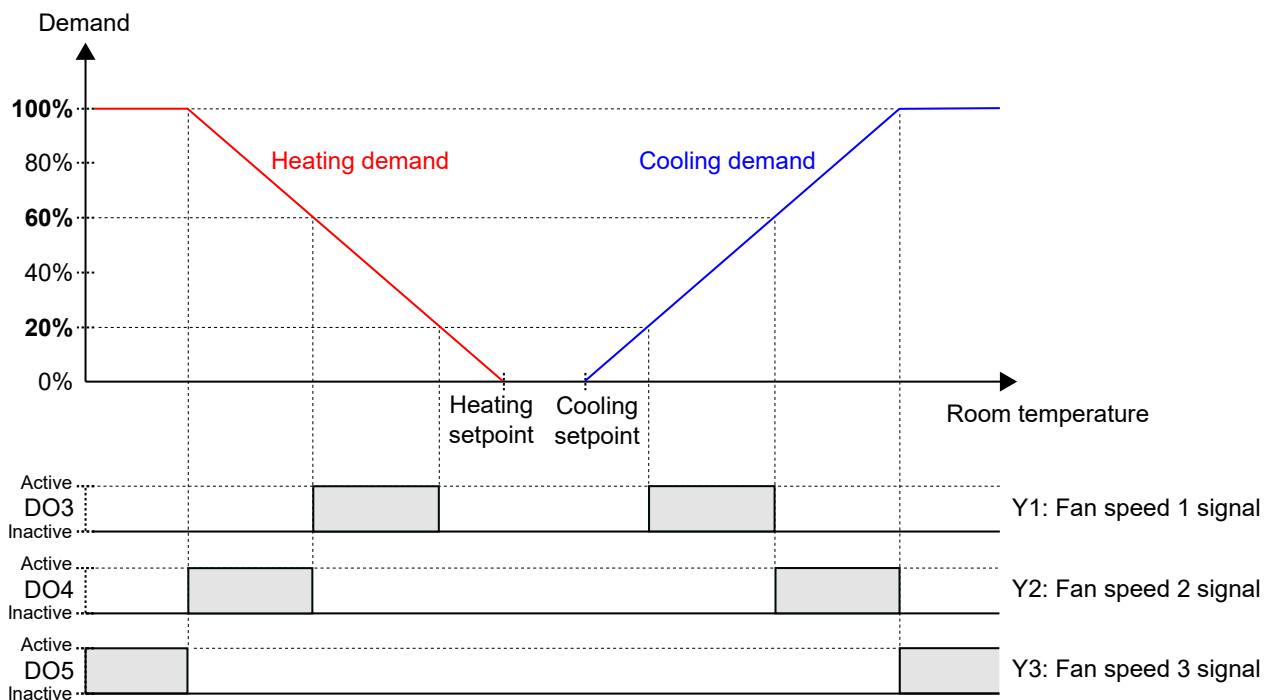 Demand
100%
80%
60%
40%
20%
0%
Heating demand
Cooling demand
Heating
setpoint
Cooling
setpoint
Room temperature
Active
DO3
Inactive
Y1: Fan speed 1 signal
Active
DO4
Inactive
Y2: Fan speed 2 signal
Active
DO5
Inactive
Y3: Fan speed 3 signal